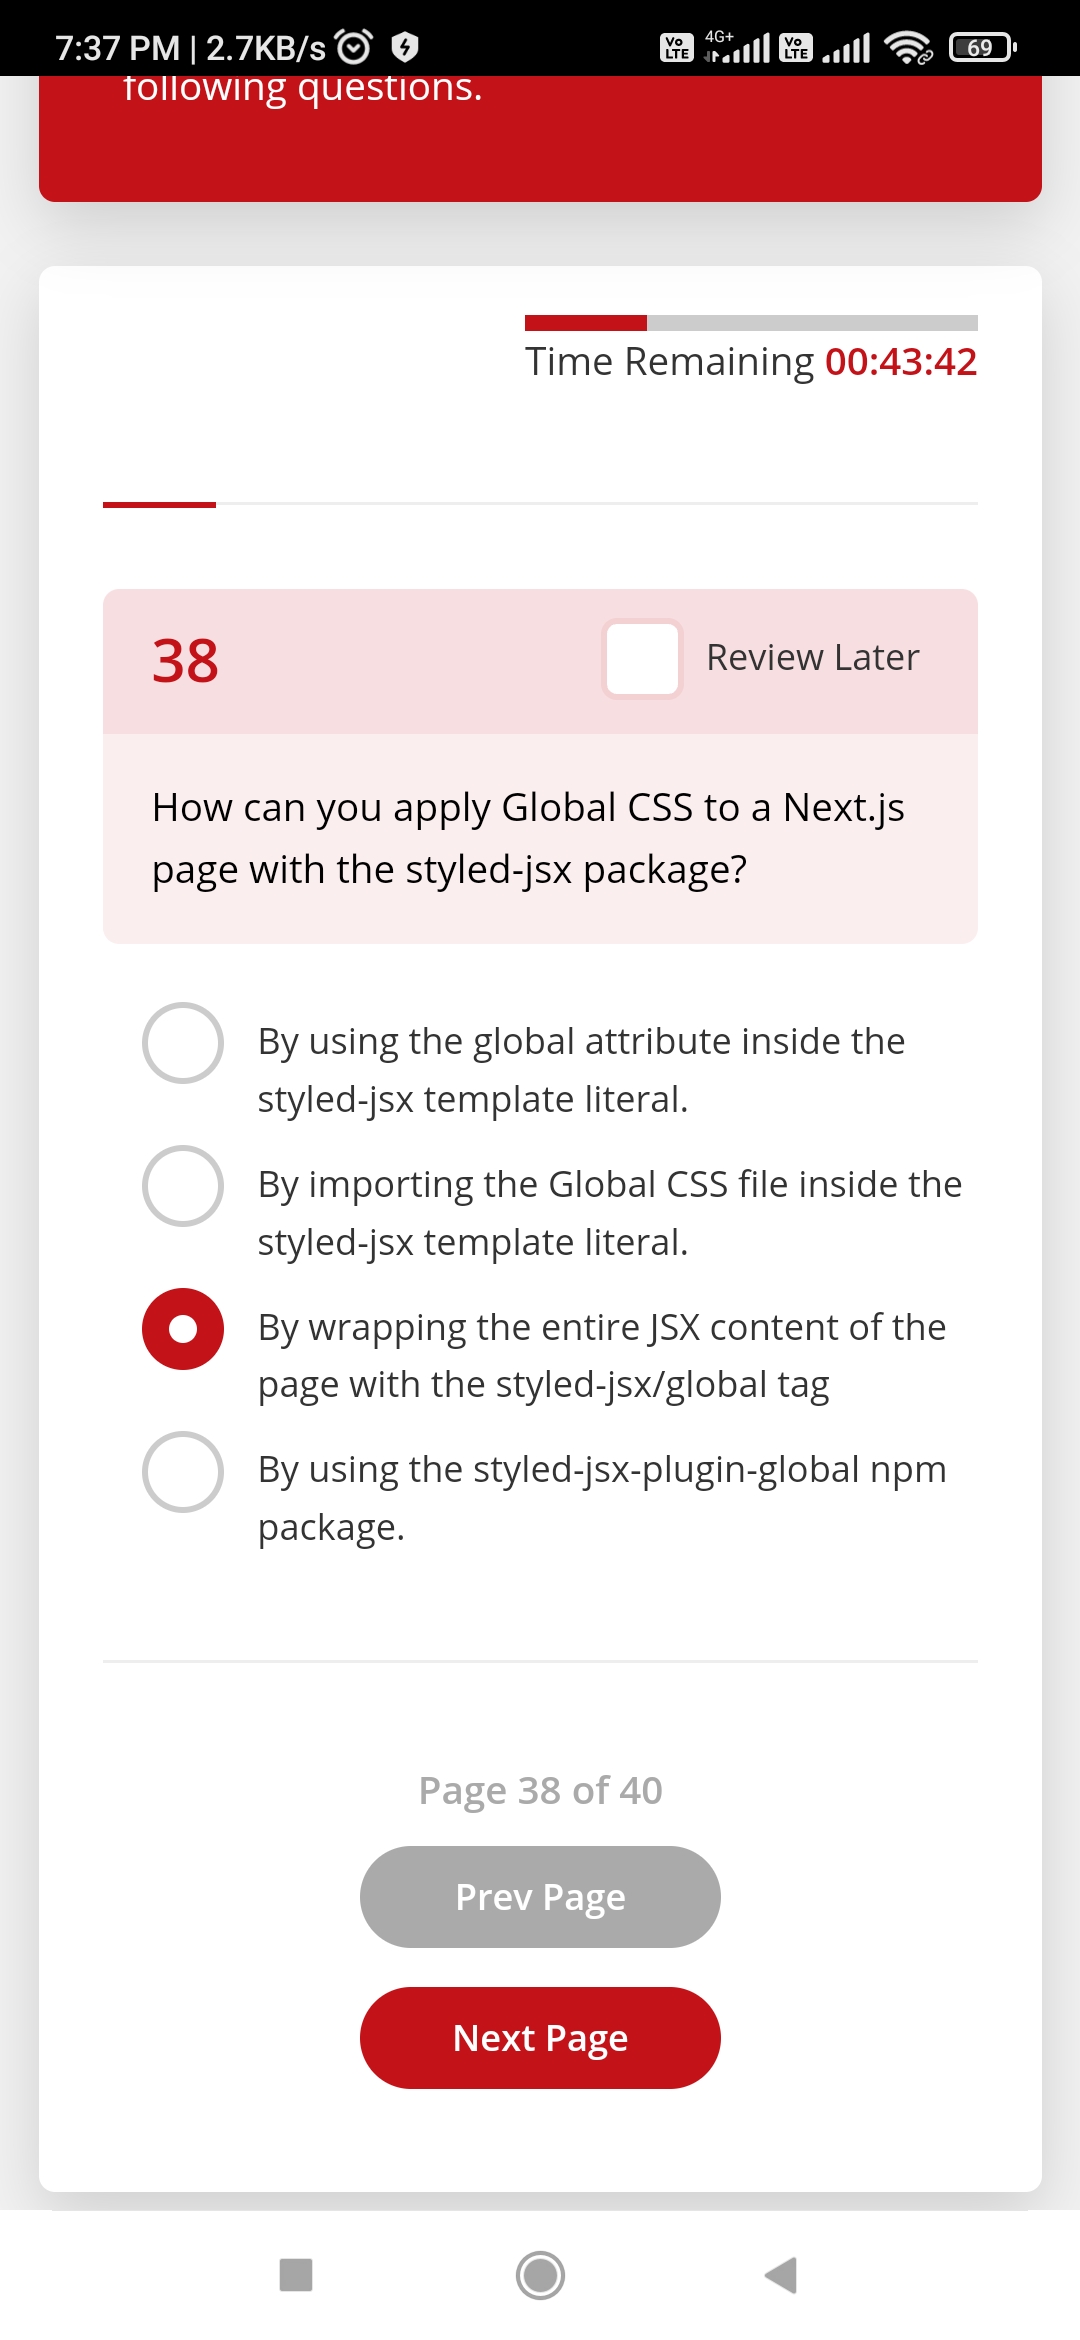 7:37 PM | 2.7KB/s
Vo LTE 4G+ Vo LTE 69
following questions.
Time Remaining 00:43:42
38
Review Later
How can you apply Global CSS to a Next.js
page with the styled-jsx package?
By using the global attribute inside the
styled-jsx template literal.
By importing the Global CSS file inside the
styled-jsx template literal.
By wrapping the entire JSX content of the
page with the styled-jsx/global tag
By using the styled-jsx-plugin-global npm
package.
Page 38 of 40
Prev Page
Next Page